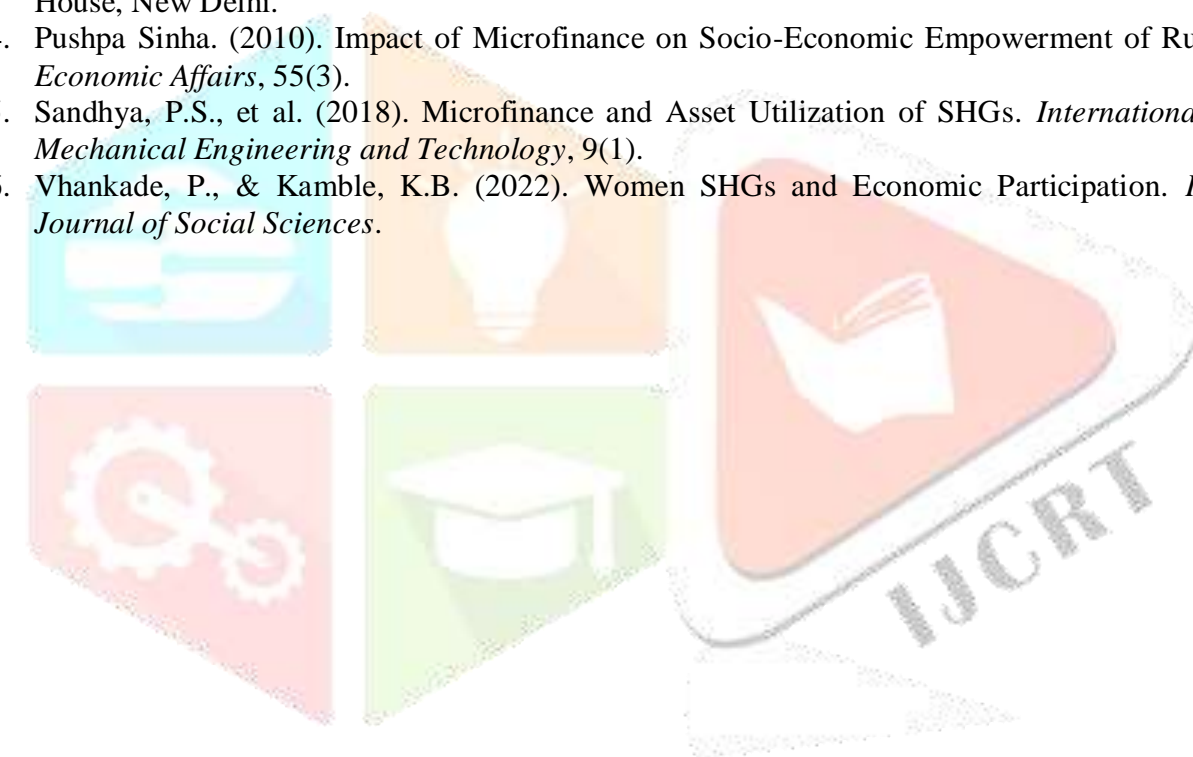 House, New Delhi.
Pushpa Sinha. (2010). Impact of Microfinance on Socio-Economic Empowerment of Ru
Economic Affairs, 55(3).
Sandhya, P.S., et al. (2018). Microfinance and Asset Utilization of SHGs. Internationa
Mechanical Engineering and Technology, 9(1).
Vhankade, P., & Kamble, K.B. (2022). Women SHGs and Economic Participation.
Journal of Social Sciences.
IJCRT